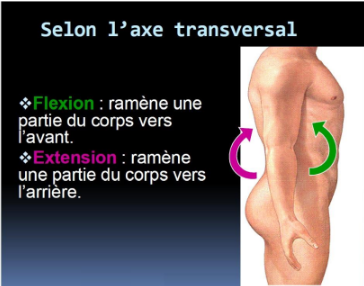 Selon l'axe transversal
❖Flexion : ramène une
partie du corps vers
l'avant.
❖Extension : ramène
une partie du corps vers
l'arrière.